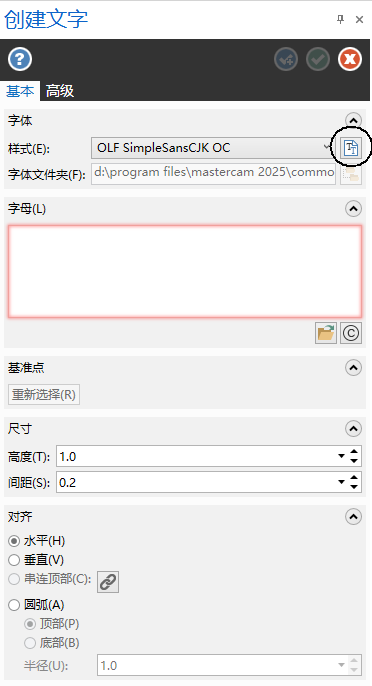 创建文字
基本 高级
字体
样式(E): OLF SimpleSansCJK OC
字体文件夹(F): d:\program files\mastercam 2025\commo
字母(L)
基准点
重新选择(R)
尺寸
高度(T): 1.0
间距(S): 0.2
对齐
水平(H)
垂直(V)
串连顶部(C):
圆弧(A)
顶部(P)
底部(B)
半径(U): 1.0